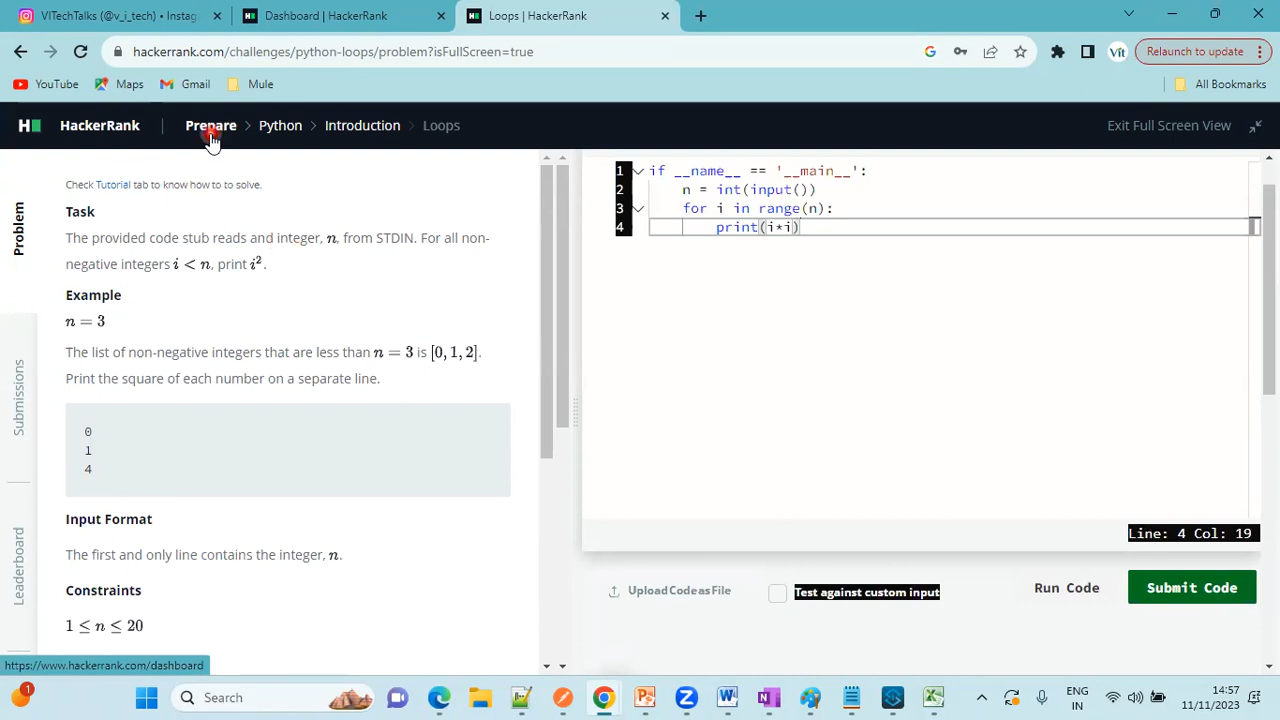 VITechTalks (@v_i_tech) • Instag
Dashboard | HackerRank
Loops | HackerRank
hackerrank.com/challenges/python-loops/problem?isFullScreen=true
Vit
Relaunch to update
YouTube
Maps
Gmail
Mule
All Bookmarks
H
HackerRank | Prepare > Python > Introduction > Loops
Exit Full Screen View
Problem
Submissions
Leaderboard
Check Tutorial tab to know how to to solve.
Task
The provided code stub reads and integer, n, from STDIN. For all non-
negative integers i < n, print i².
Example
n = 3
The list of non-negative integers that are less than n = 3 is [0, 1, 2].
Print the square of each number on a separate line.
0
1
4
Input Format
The first and only line contains the integer, n.
Constraints
1 ≤ n ≤ 20
https://www.hackerrank.com/dashboard
1 if __name__ == '__main__':
2 n = int(input())
3 for i in range(n):
4 print(i*i)
Line: 4 Col: 19
Upload Code as File
Test against custom input
Run Code
Submit Code
1
Search
ENG
IN
14:57
11/11/2023